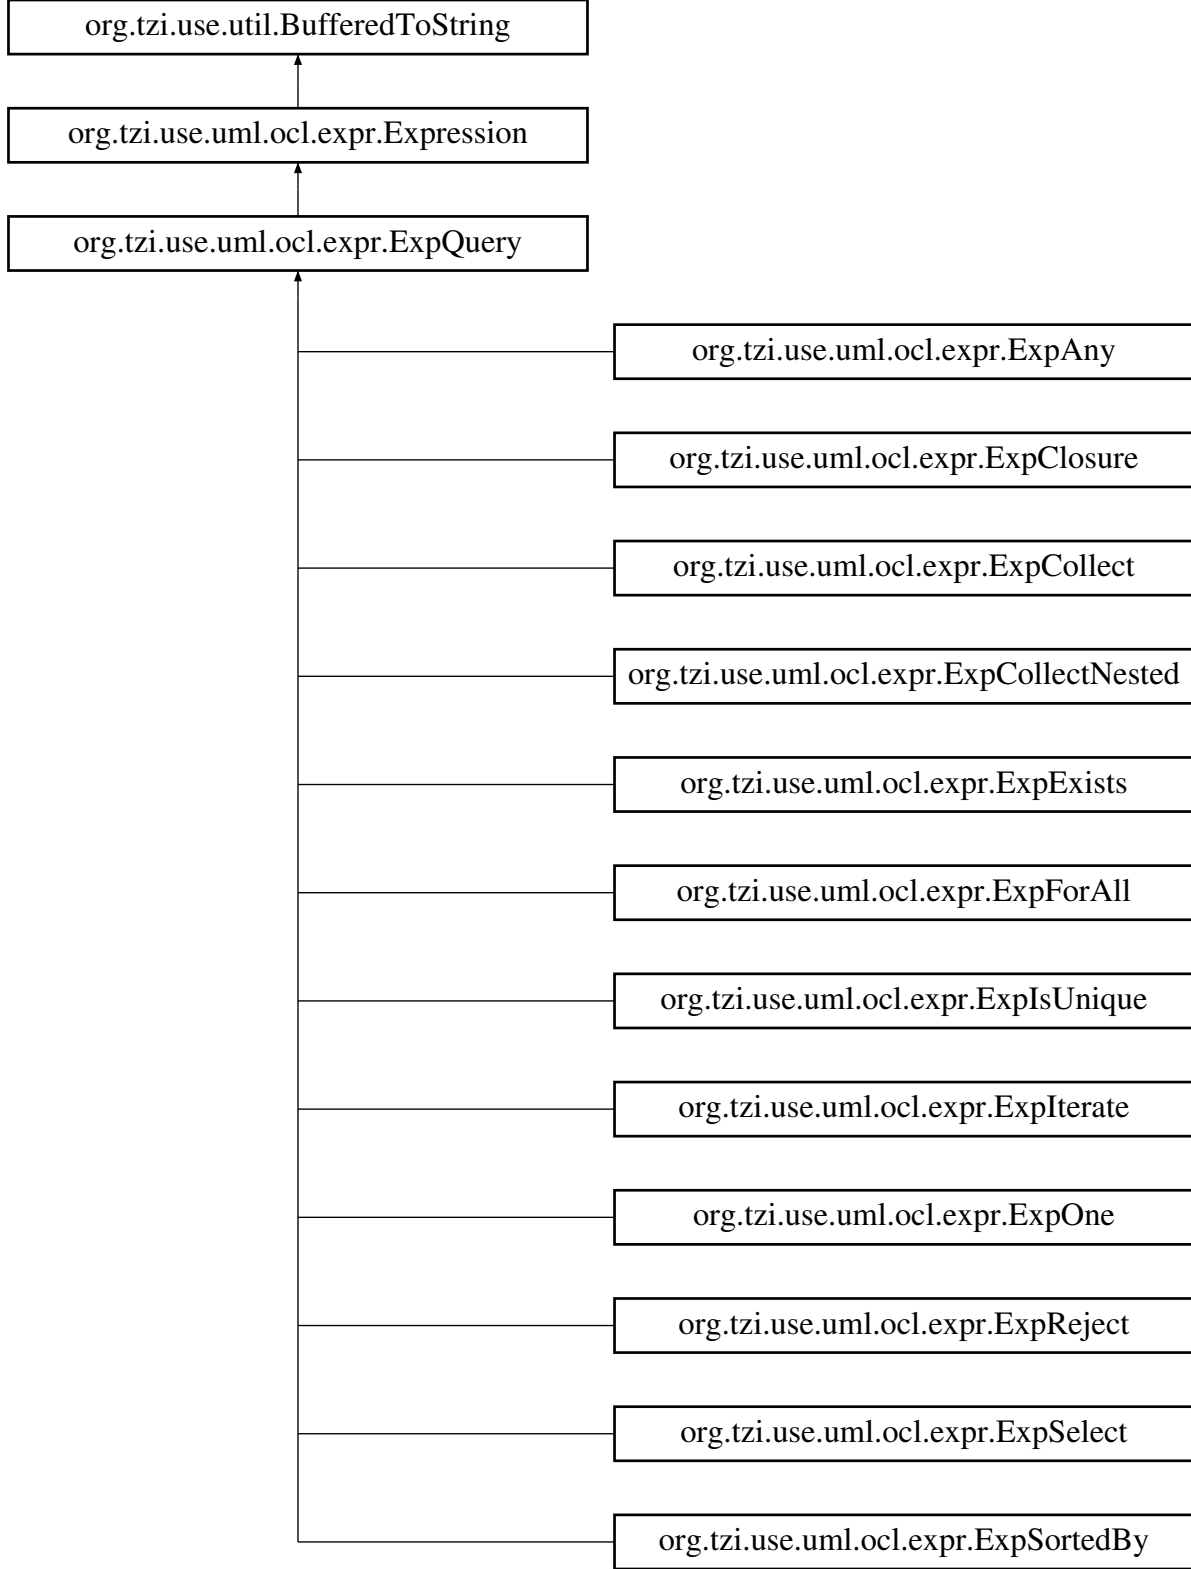 org.tzi.use.util.BufferedToString
org.tzi.use.uml.ocl.expr.Expression
org.tzi.use.uml.ocl.expr.ExpQuery
org.tzi.use.uml.ocl.expr.ExpAny
org.tzi.use.uml.ocl.expr.ExpClosure
org.tzi.use.uml.ocl.expr.ExpCollect
org.tzi.use.uml.ocl.expr.ExpCollectNested
org.tzi.use.uml.ocl.expr.ExpExists
org.tzi.use.uml.ocl.expr.ExpForAll
org.tzi.use.uml.ocl.expr.ExpIsUnique
org.tzi.use.uml.ocl.expr.ExpIterate
org.tzi.use.uml.ocl.expr.ExpOne
org.tzi.use.uml.ocl.expr.ExpReject
org.tzi.use.uml.ocl.expr.ExpSelect
org.tzi.use.uml.ocl.expr.ExpSortedBy